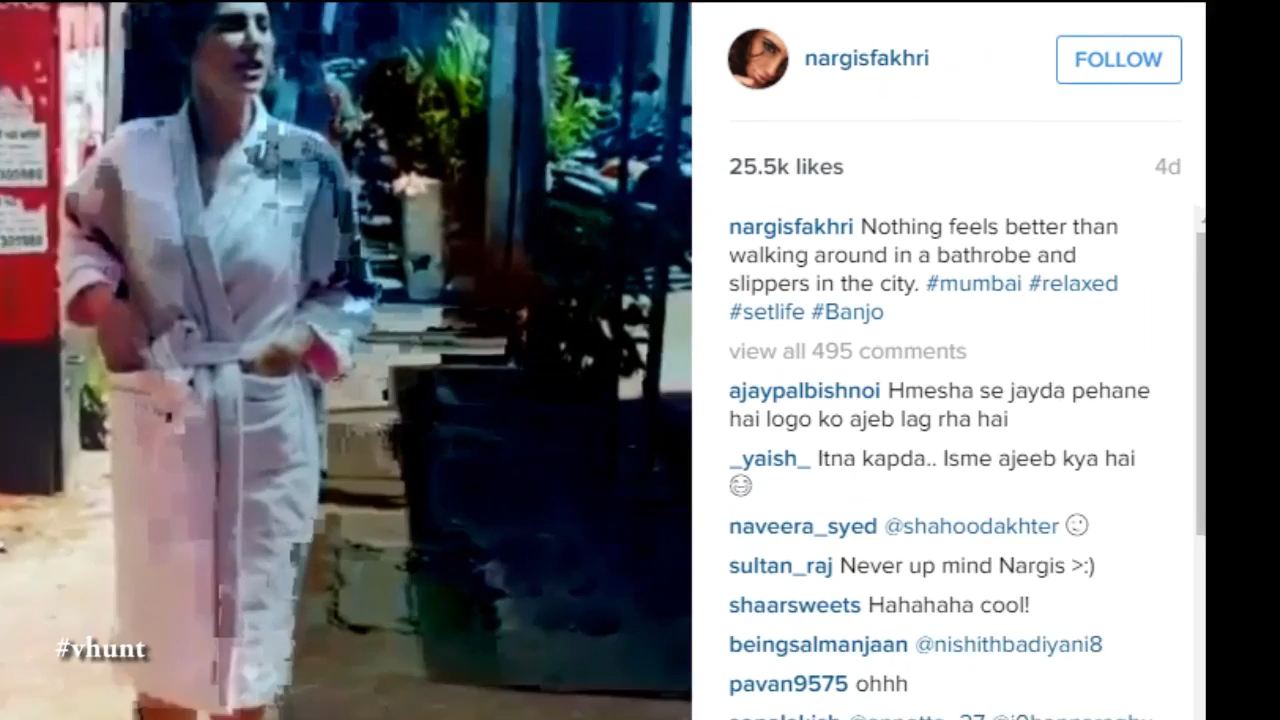 nargisfakhri
FOLLOW
25.5k likes
4d
nargisfakhri Nothing feels better than
walking around in a bathrobe and
slippers in the city. #mumbai #relaxed
#setlife #Banjo
view all 495 comments
ajaypalbishnoi Hmesha se jayda pehane
hai logo ko ajeb lag rha hai
_yaish_ Itna kapda.. Isme ajeeb kya hai
😂
naveera_syed @shahoodakhter 😉
sultan_raj Never up mind Nargis >:)
shaarsweets Hahahaha cool!
beingsalmanjaan @nishithbadiyani8
pavan9575 ohhh
#vhunt